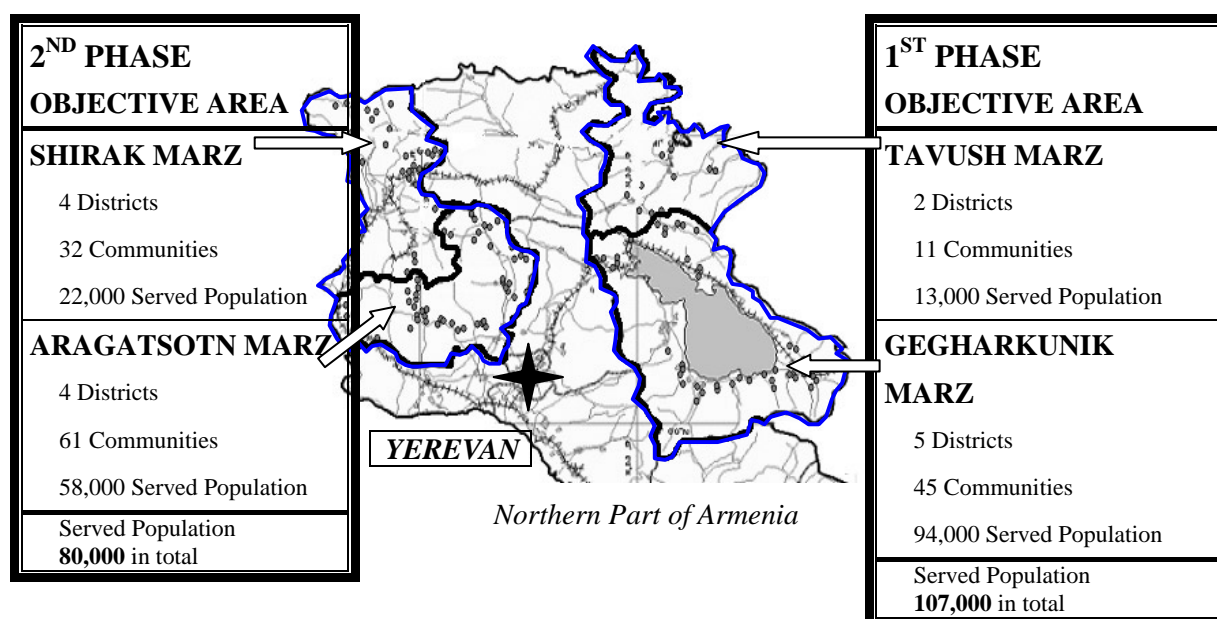 2ND PHASE
OBJECTIVE AREA
SHIRAK MARZ
4 Districts
32 Communities
22,000 Served Population
ARAGATSOTN MARZ
4 Districts
61 Communities
58,000 Served Population
Served Population
80,000 in total
YEREVAN
Northern Part of Armenia
1ST PHASE
OBJECTIVE AREA
TAVUSH MARZ
2 Districts
11 Communities
13,000 Served Population
GEGHARKUNIK
MARZ
5 Districts
45 Communities
94,000 Served Population
Served Population
107,000 in total